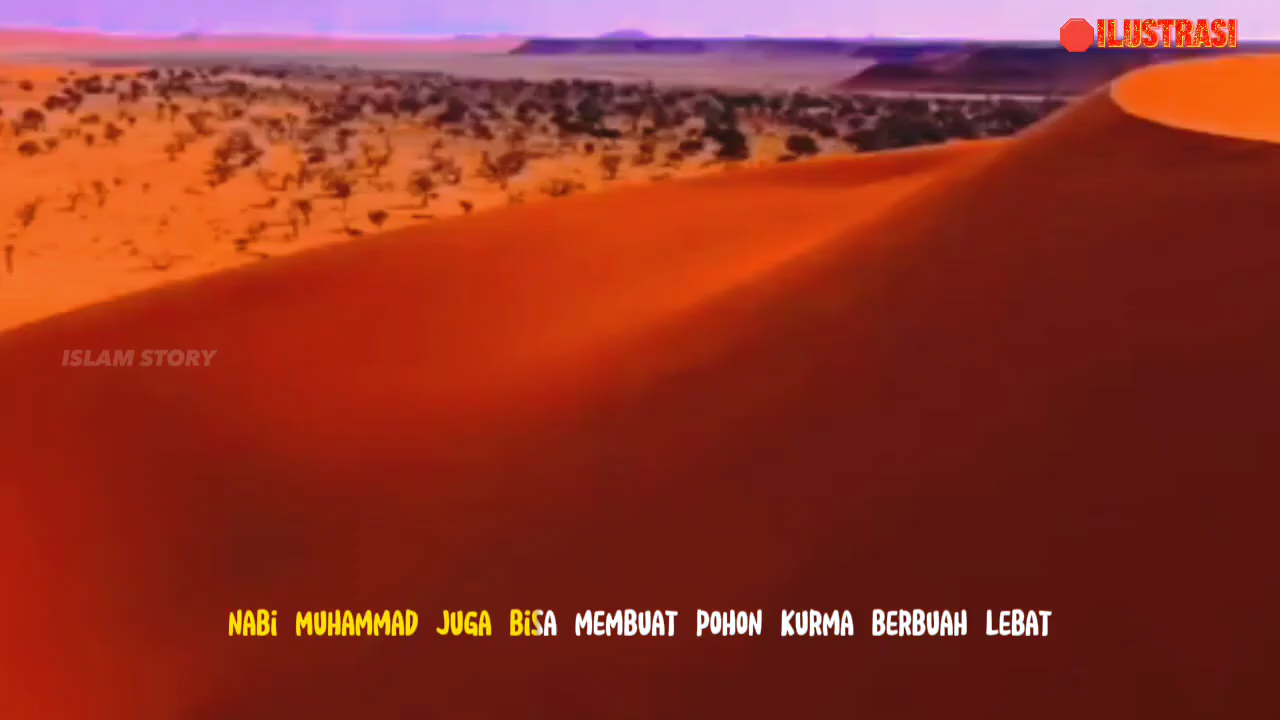 ILUSTRASI
ISLAM STORY
NABI MUHAMMAD JUGA BISA MEMBUAT POHON KURMA BERBUAH LEBAT